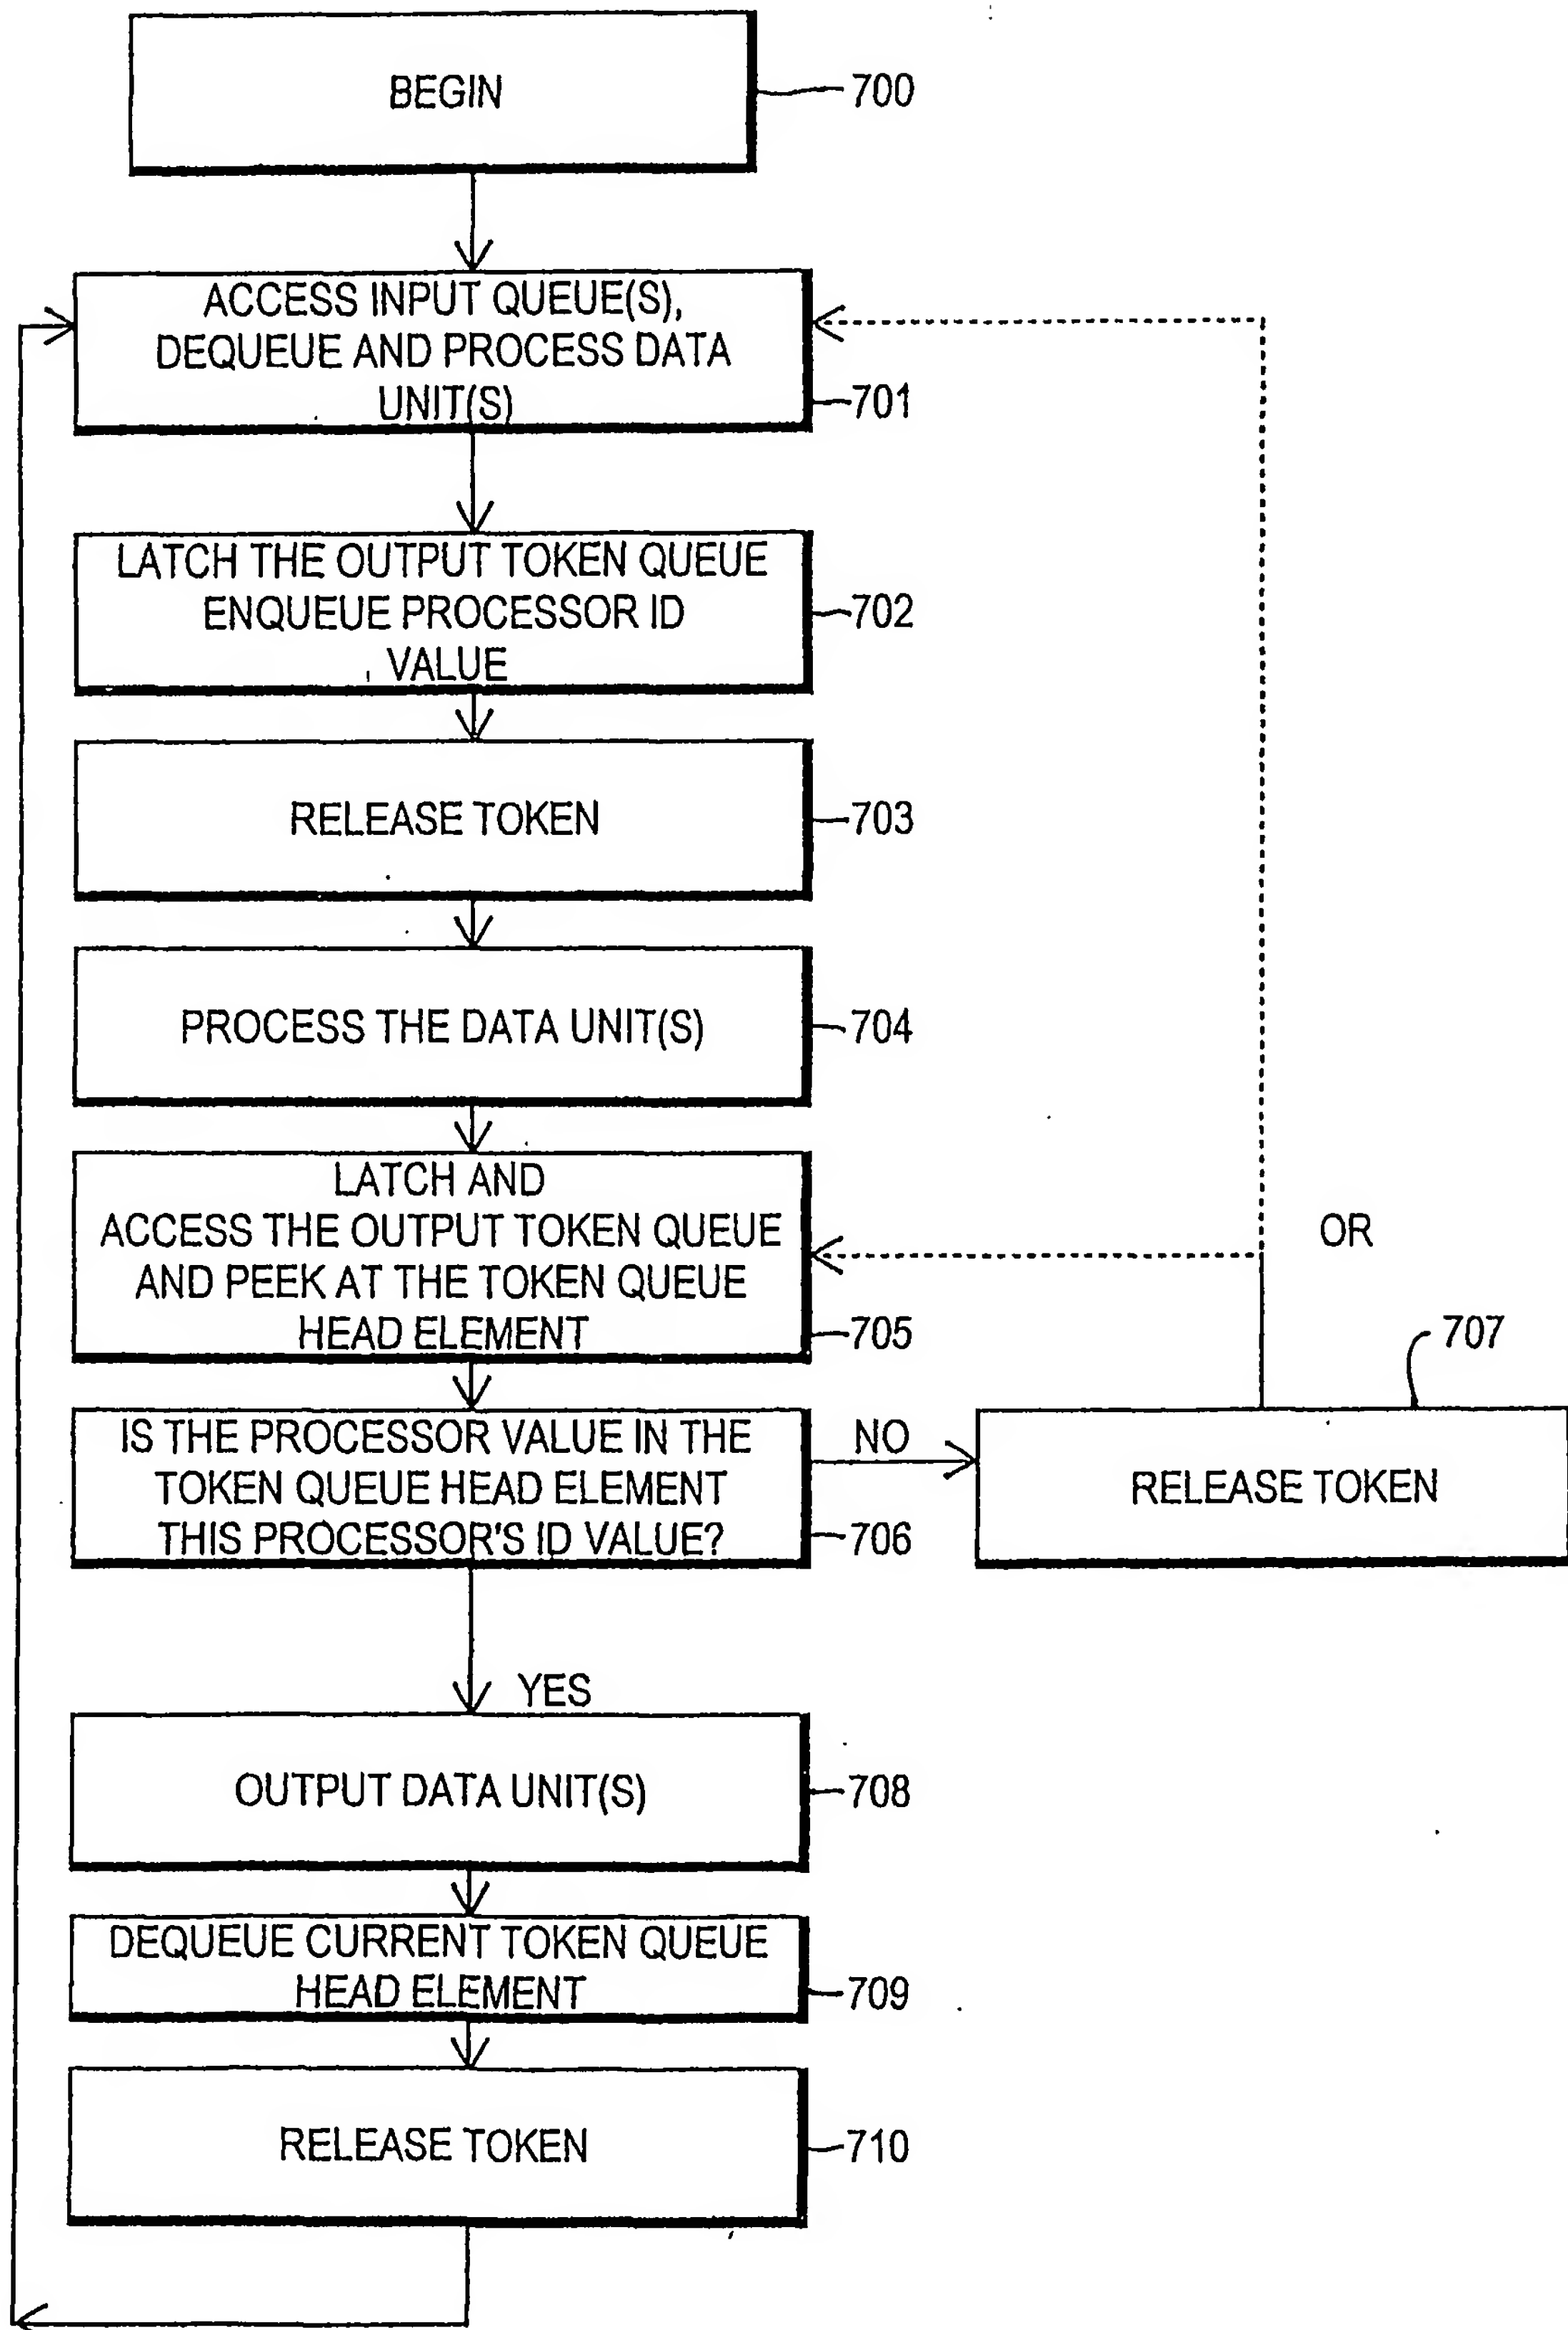 BEGIN
700
ACCESS INPUT QUEUE(S),
DEQUEUE AND PROCESS DATA
UNIT(S)
701
LATCH THE OUTPUT TOKEN QUEUE
ENQUEUE PROCESSOR ID
VALUE
702
RELEASE TOKEN
703
PROCESS THE DATA UNIT(S)
704
LATCH AND
ACCESS THE OUTPUT TOKEN QUEUE
AND PEEK AT THE TOKEN QUEUE
HEAD ELEMENT
705
OR
IS THE PROCESSOR VALUE IN THE
TOKEN QUEUE HEAD ELEMENT
THIS PROCESSOR'S ID VALUE?
706
NO
707
RELEASE TOKEN
YES
OUTPUT DATA UNIT(S)
708
DEQUEUE CURRENT TOKEN QUEUE
HEAD ELEMENT
709
RELEASE TOKEN
710